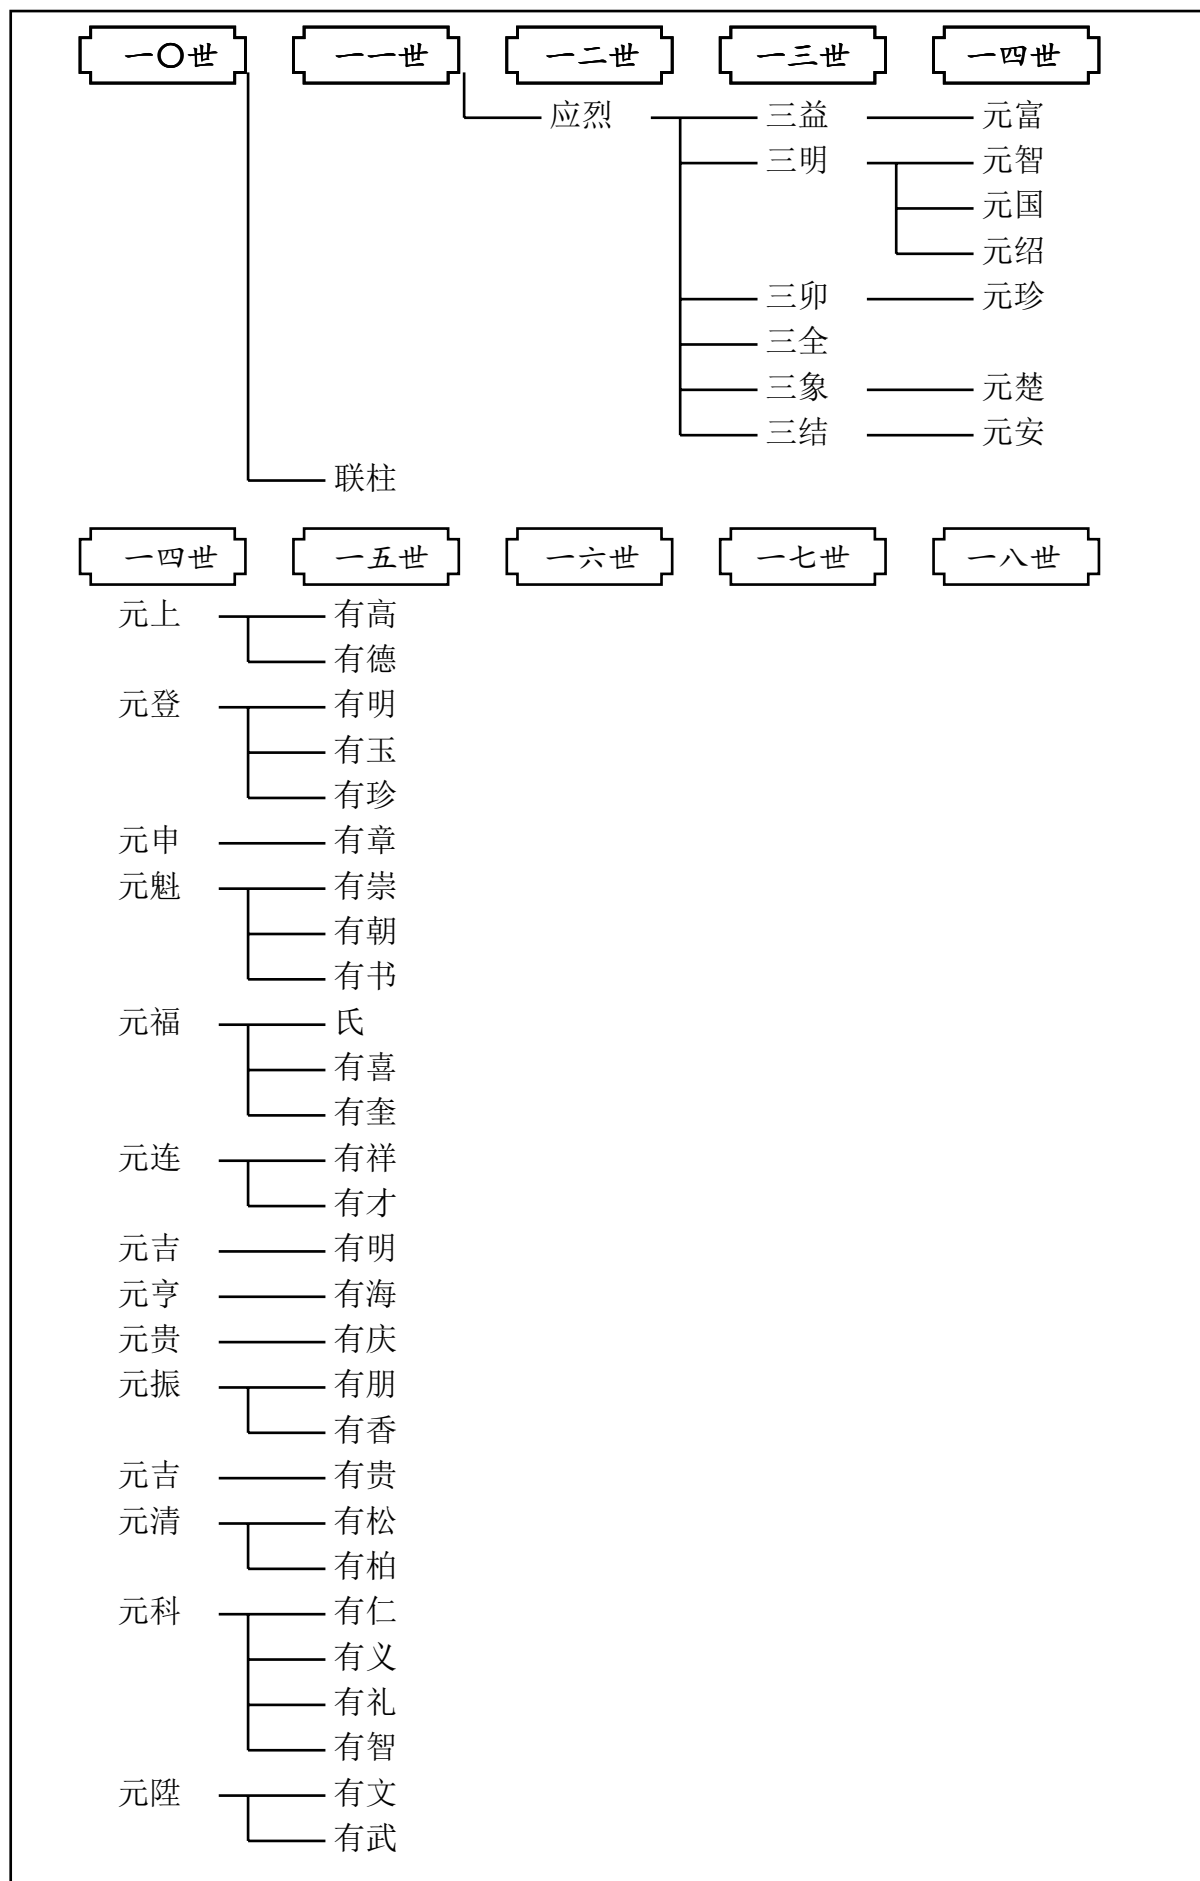 一〇世 一一世 一二世 一三世 一四世
应烈 三益 元富
三明 元智
元国
元绍
三卯 元珍
三全
三象 元楚
三结 元安
联柱
一四世 一五世 一六世 一七世 一八世
元上 有高
有德
元登 有明
有玉
有珍
元申 有章
元魁 有崇
有朝
有书
元福 氏
有喜
有奎
元连 有祥
有才
元吉 有明
元亨 有海
元贵 有庆
元振 有朋
有香
元吉 有贵
元清 有松
有柏
元科 有仁
有义
有礼
有智
元陞 有文
有武